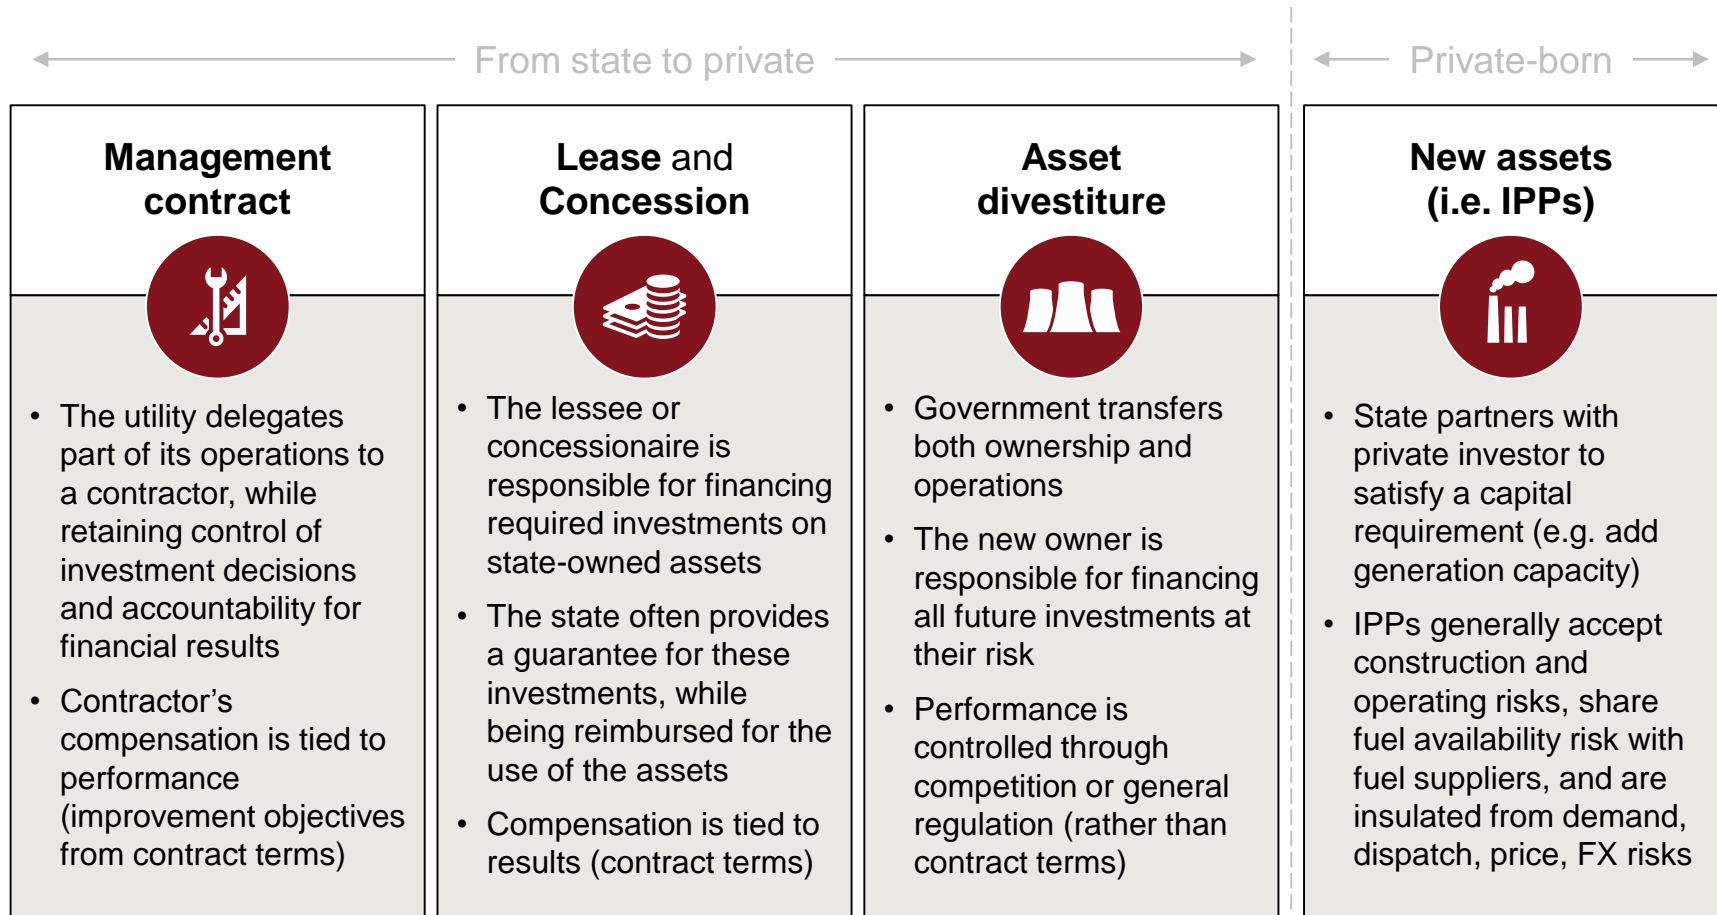 From state to private
Private-born
Management
contract
• The utility delegates
part of its operations to
a contractor, while
retaining control of
investment decisions
and accountability for
financial results
• Contractor’s
compensation is tied to
performance
(improvement objectives
from contract terms)
Lease and
Concession
• The lessee or
concessionaire is
responsible for financing
required investments on
state-owned assets
• The state often provides
a guarantee for these
investments, while
being reimbursed for the
use of the assets
• Compensation is tied to
results (contract terms)
Asset
divestiture
• Government transfers
both ownership and
operations
• The new owner is
responsible for financing
all future investments at
their risk
• Performance is
controlled through
competition or general
regulation (rather than
contract terms)
New assets
(i.e. IPPs)
• State partners with
private investor to
satisfy a capital
requirement (e.g. add
generation capacity)
• IPPs generally accept
construction and
operating risks, share
fuel availability risk with
fuel suppliers, and are
insulated from demand,
dispatch, price, FX risks